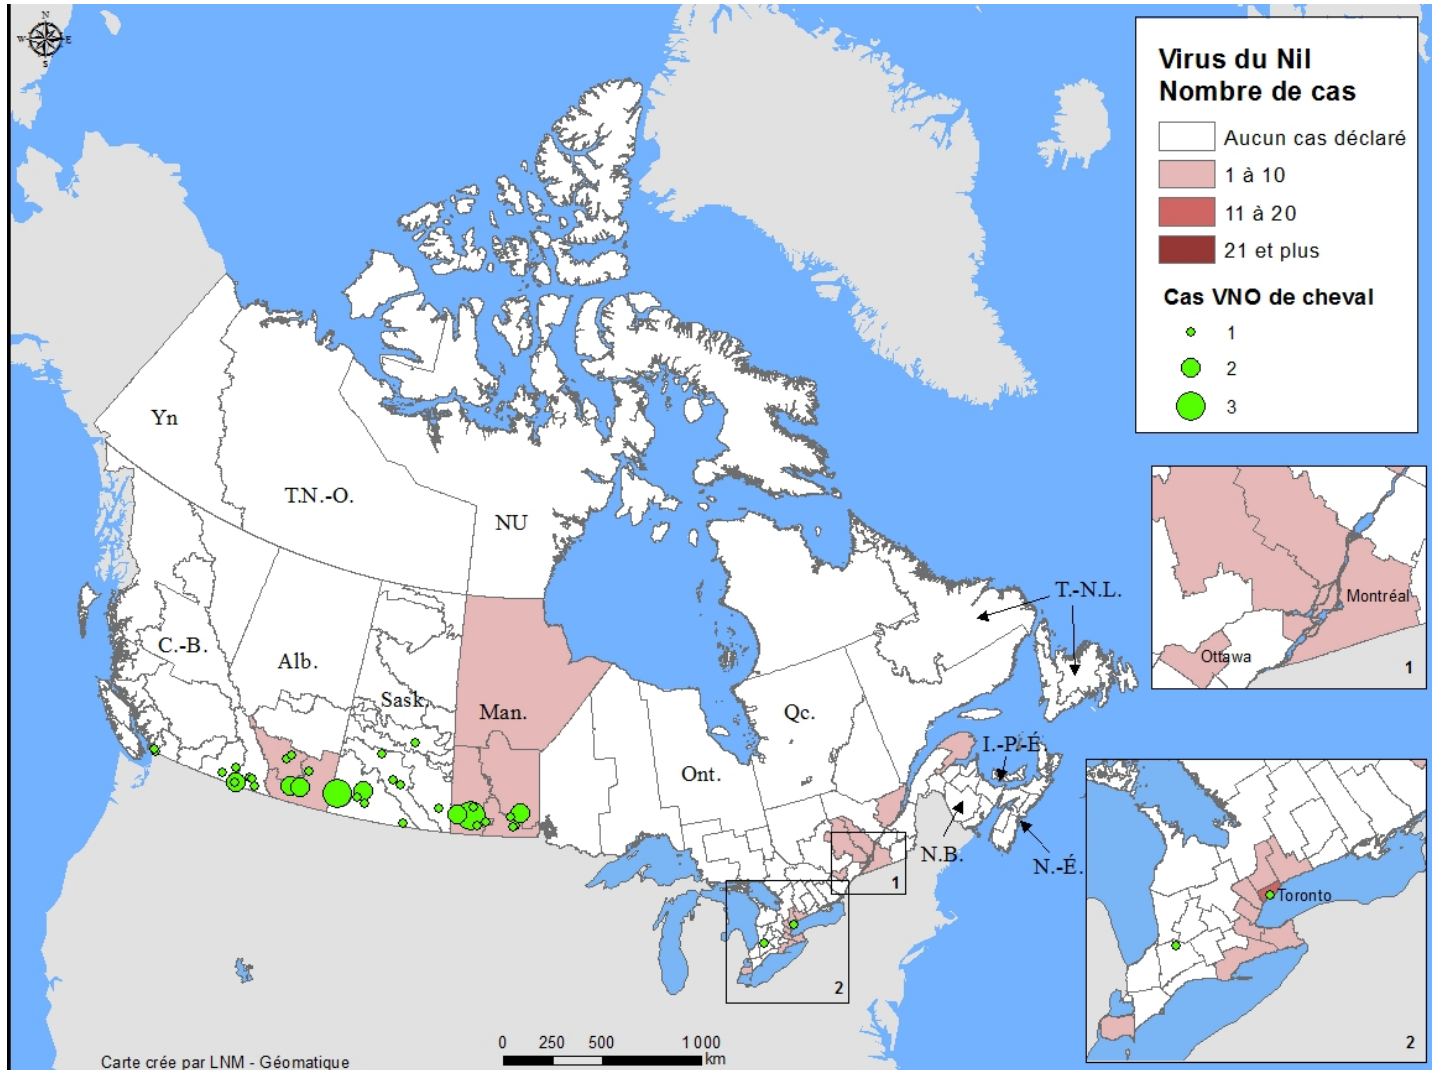 N
W
E
S
Virus du Nil
Nombre de cas
Aucun cas déclaré
1 à 10
11 à 20
21 et plus
Cas VNO de cheval
1
2
3
Yn
T.N.-O.
NU
C.-B.
Alb.
Sask.
Man.
Ont.
Qc.
T.-N.L.
I.-P.-É.
N.B.
N.-É.
1
2
Montréal
Ottawa
1
Toronto
2
0 250 500 1 000
km
Carte crée par LNM - Géomatique